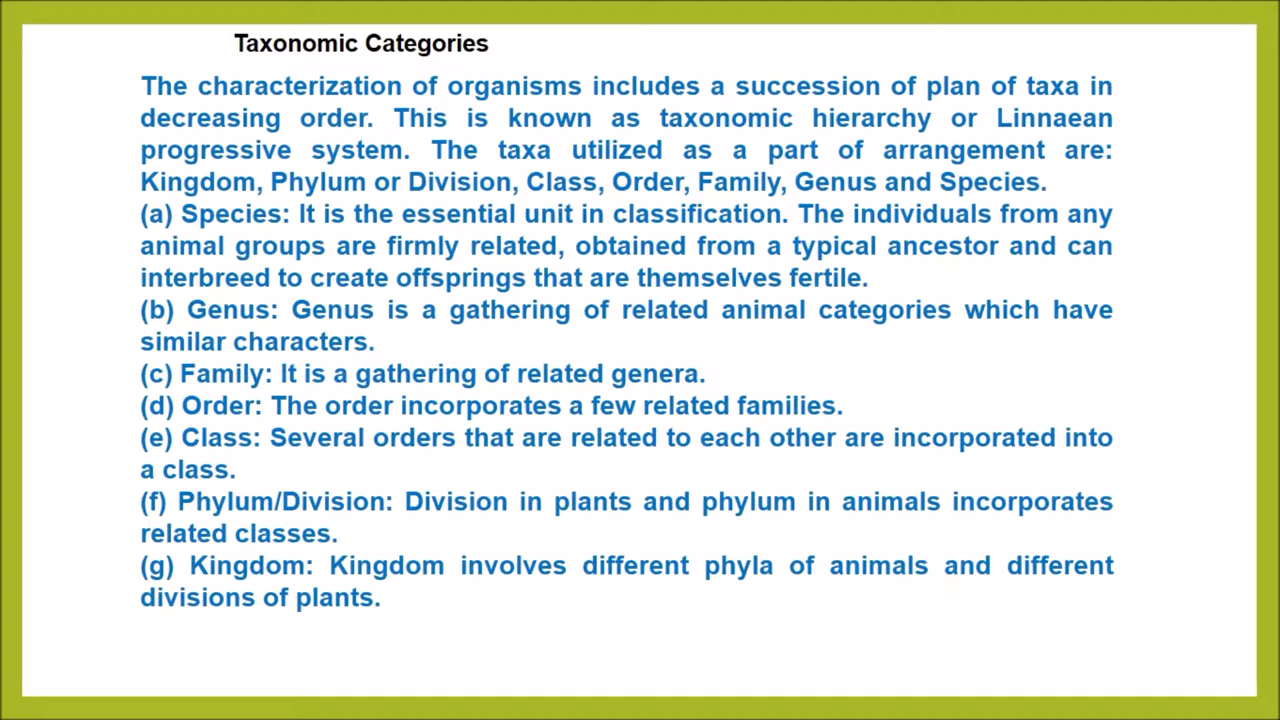 Taxonomic Categories
The characterization of organisms includes a succession of plan of taxa in
decreasing order. This is known as taxonomic hierarchy or Linnaean
progressive system. The taxa utilized as a part of arrangement are:
Kingdom, Phylum or Division, Class, Order, Family, Genus and Species.
(a) Species: It is the essential unit in classification. The individuals from any
animal groups are firmly related, obtained from a typical ancestor and can
interbreed to create offsprings that are themselves fertile.
(b) Genus: Genus is a gathering of related animal categories which have
similar characters.
(c) Family: It is a gathering of related genera.
(d) Order: The order incorporates a few related families.
(e) Class: Several orders that are related to each other are incorporated into
a class.
(f) Phylum/Division: Division in plants and phylum in animals incorporates
related classes.
(g) Kingdom: Kingdom involves different phyla of animals and different
divisions of plants.